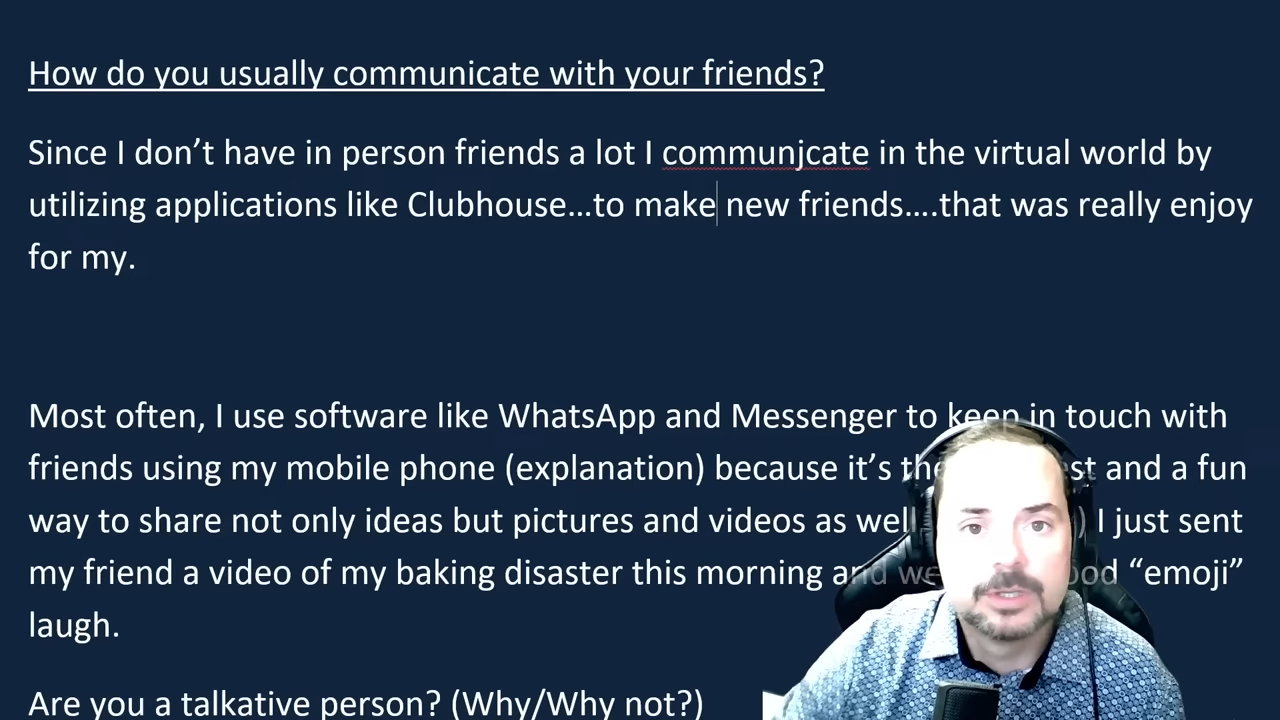 How do you usually communicate with your friends?
Since I don’t have in person friends a lot I communjcate in the virtual world by
utilizing applications like Clubhouse…to make new friends….that was really enjoy
for my.
Most often, I use software like WhatsApp and Messenger to keep in touch with
friends using my mobile phone (explanation) because it’s and a fun
way to share not only ideas but pictures and videos as well I just sent
my friend a video of my baking disaster this morning and “emoji”
laugh.
Are you a talkative person? (Why/Why not?)